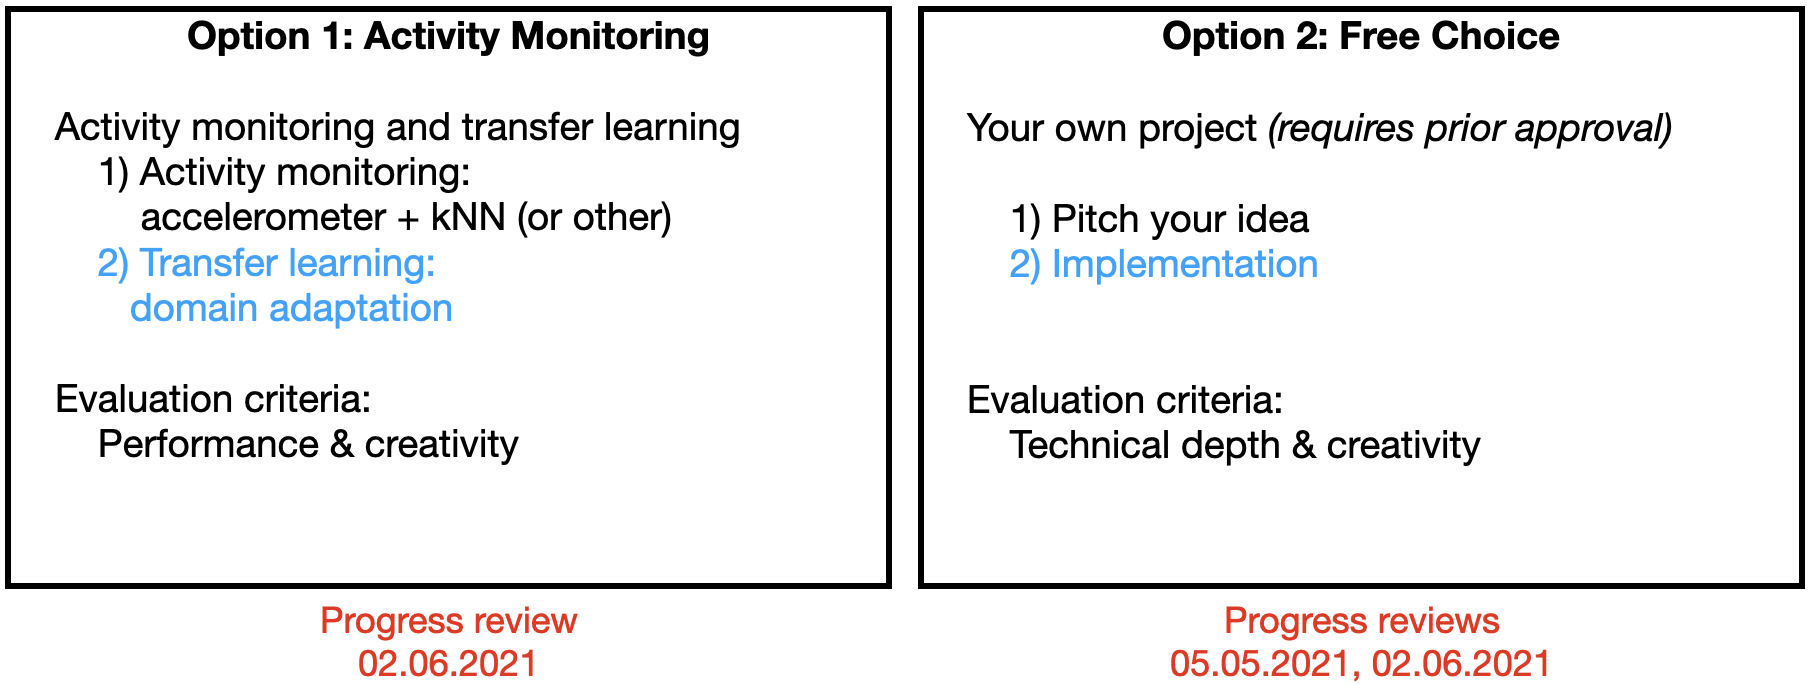 Option 1: Activity Monitoring
Activity monitoring and transfer learning
1) Activity monitoring:
accelerometer + kNN (or other)
2) Transfer learning:
domain adaptation
Evaluation criteria:
Performance & creativity
Progress review
02.06.2021
Option 2: Free Choice
Your own project (requires prior approval)
1) Pitch your idea
2) Implementation
Evaluation criteria:
Technical depth & creativity
Progress reviews
05.05.2021, 02.06.2021